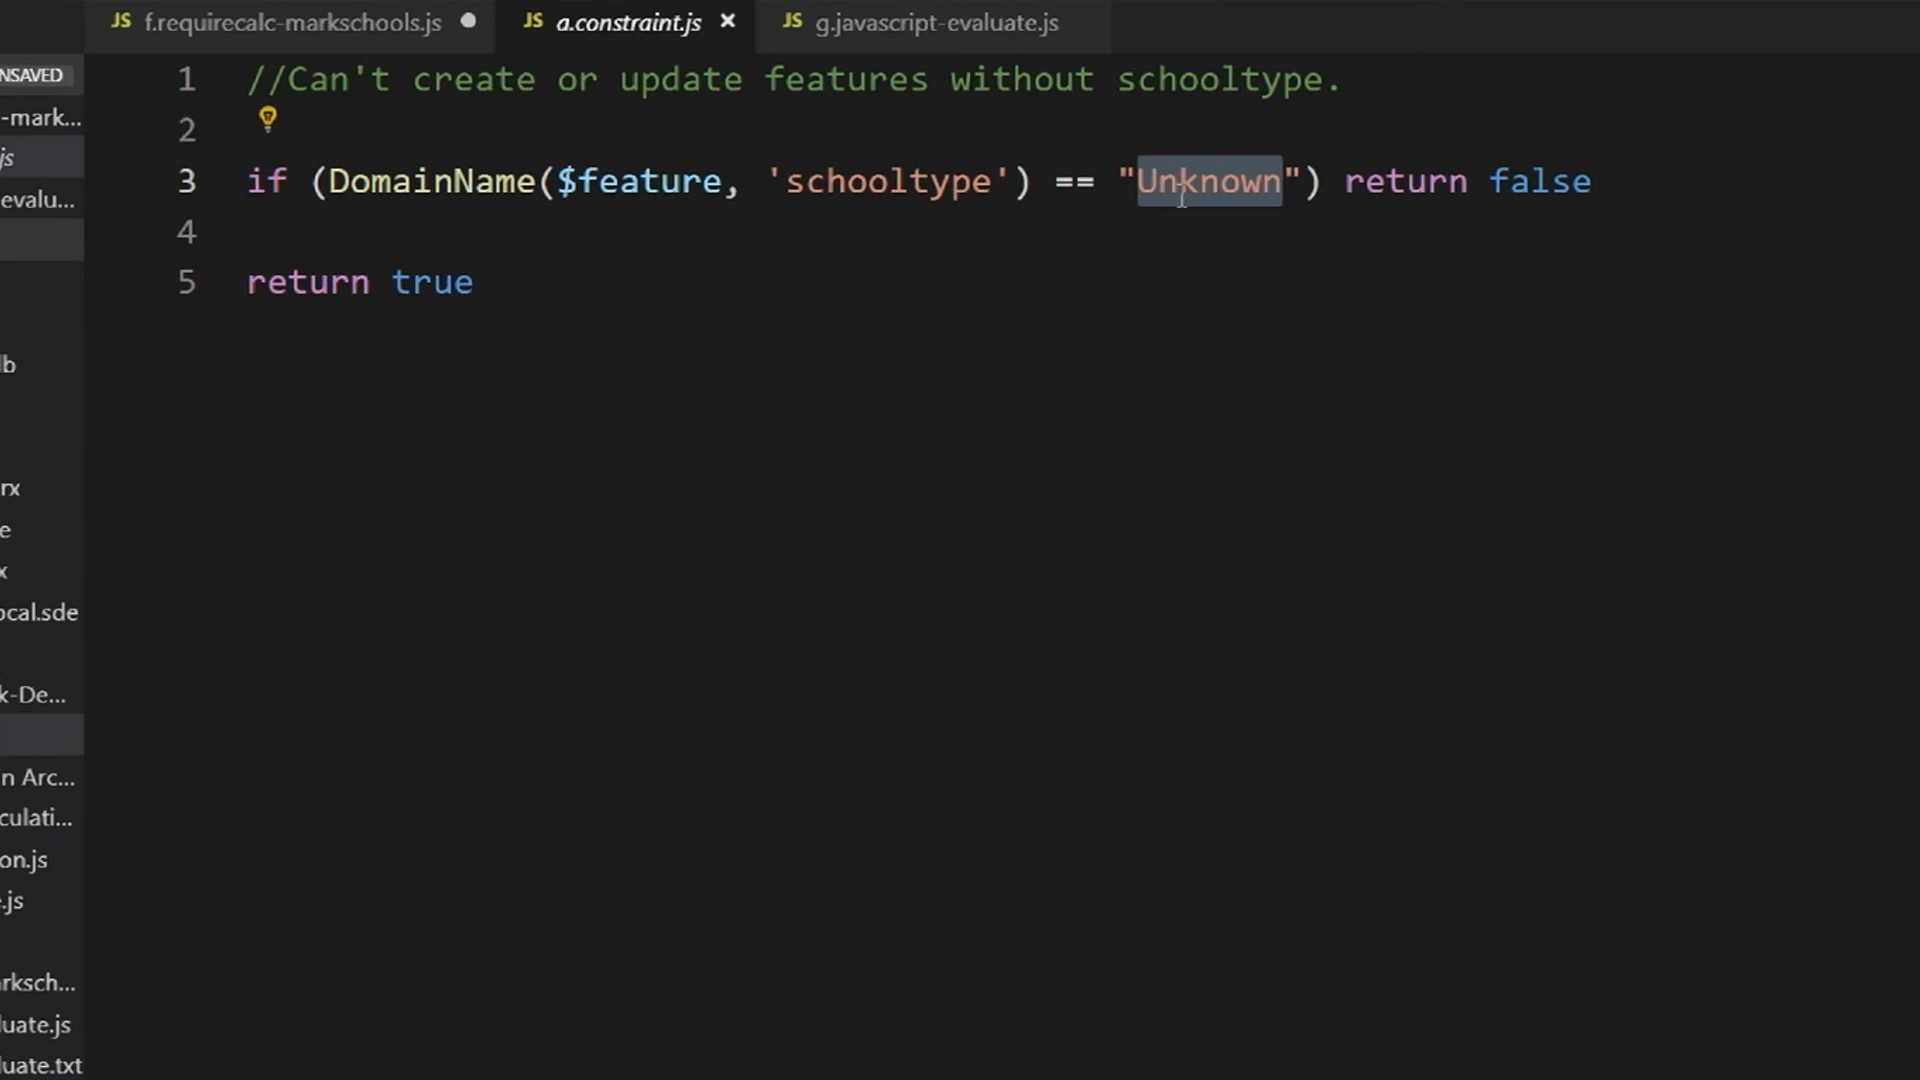 JS f.requirecalc-markschools.js
JS a.constraint.js ×
JS g.javascript-evaluate.js
NSAVED
-mark...
js
evalu...
lb
rx
e
x
ocal.sde
k-De...
n Arc...
culati...
on.js
e.js
arksch...
luate.js
luate.txt
1 //Can't create or update features without schooltype.
2
3 if (DomainName($feature, 'schooltype') == "Unknown") return false
4
5 return true